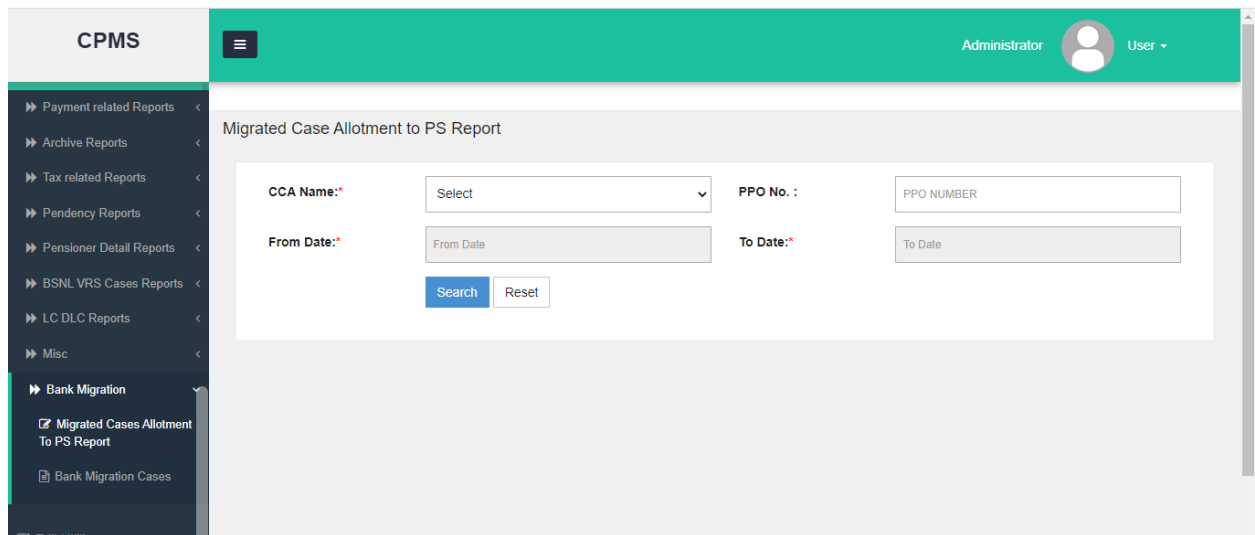 CPMS
Administrator
User
Payment related Reports
Archive Reports
Tax related Reports
Pendency Reports
Pensioner Detail Reports
BSNL VRS Cases Reports
LC DLC Reports
Misc
Bank Migration
Migrated Cases Allotment
To PS Report
Bank Migration Cases
Migrated Case Allotment to PS Report
CCA Name:*
Select
PPO No. :
PPO NUMBER
From Date:*
From Date
To Date:*
To Date
Search
Reset